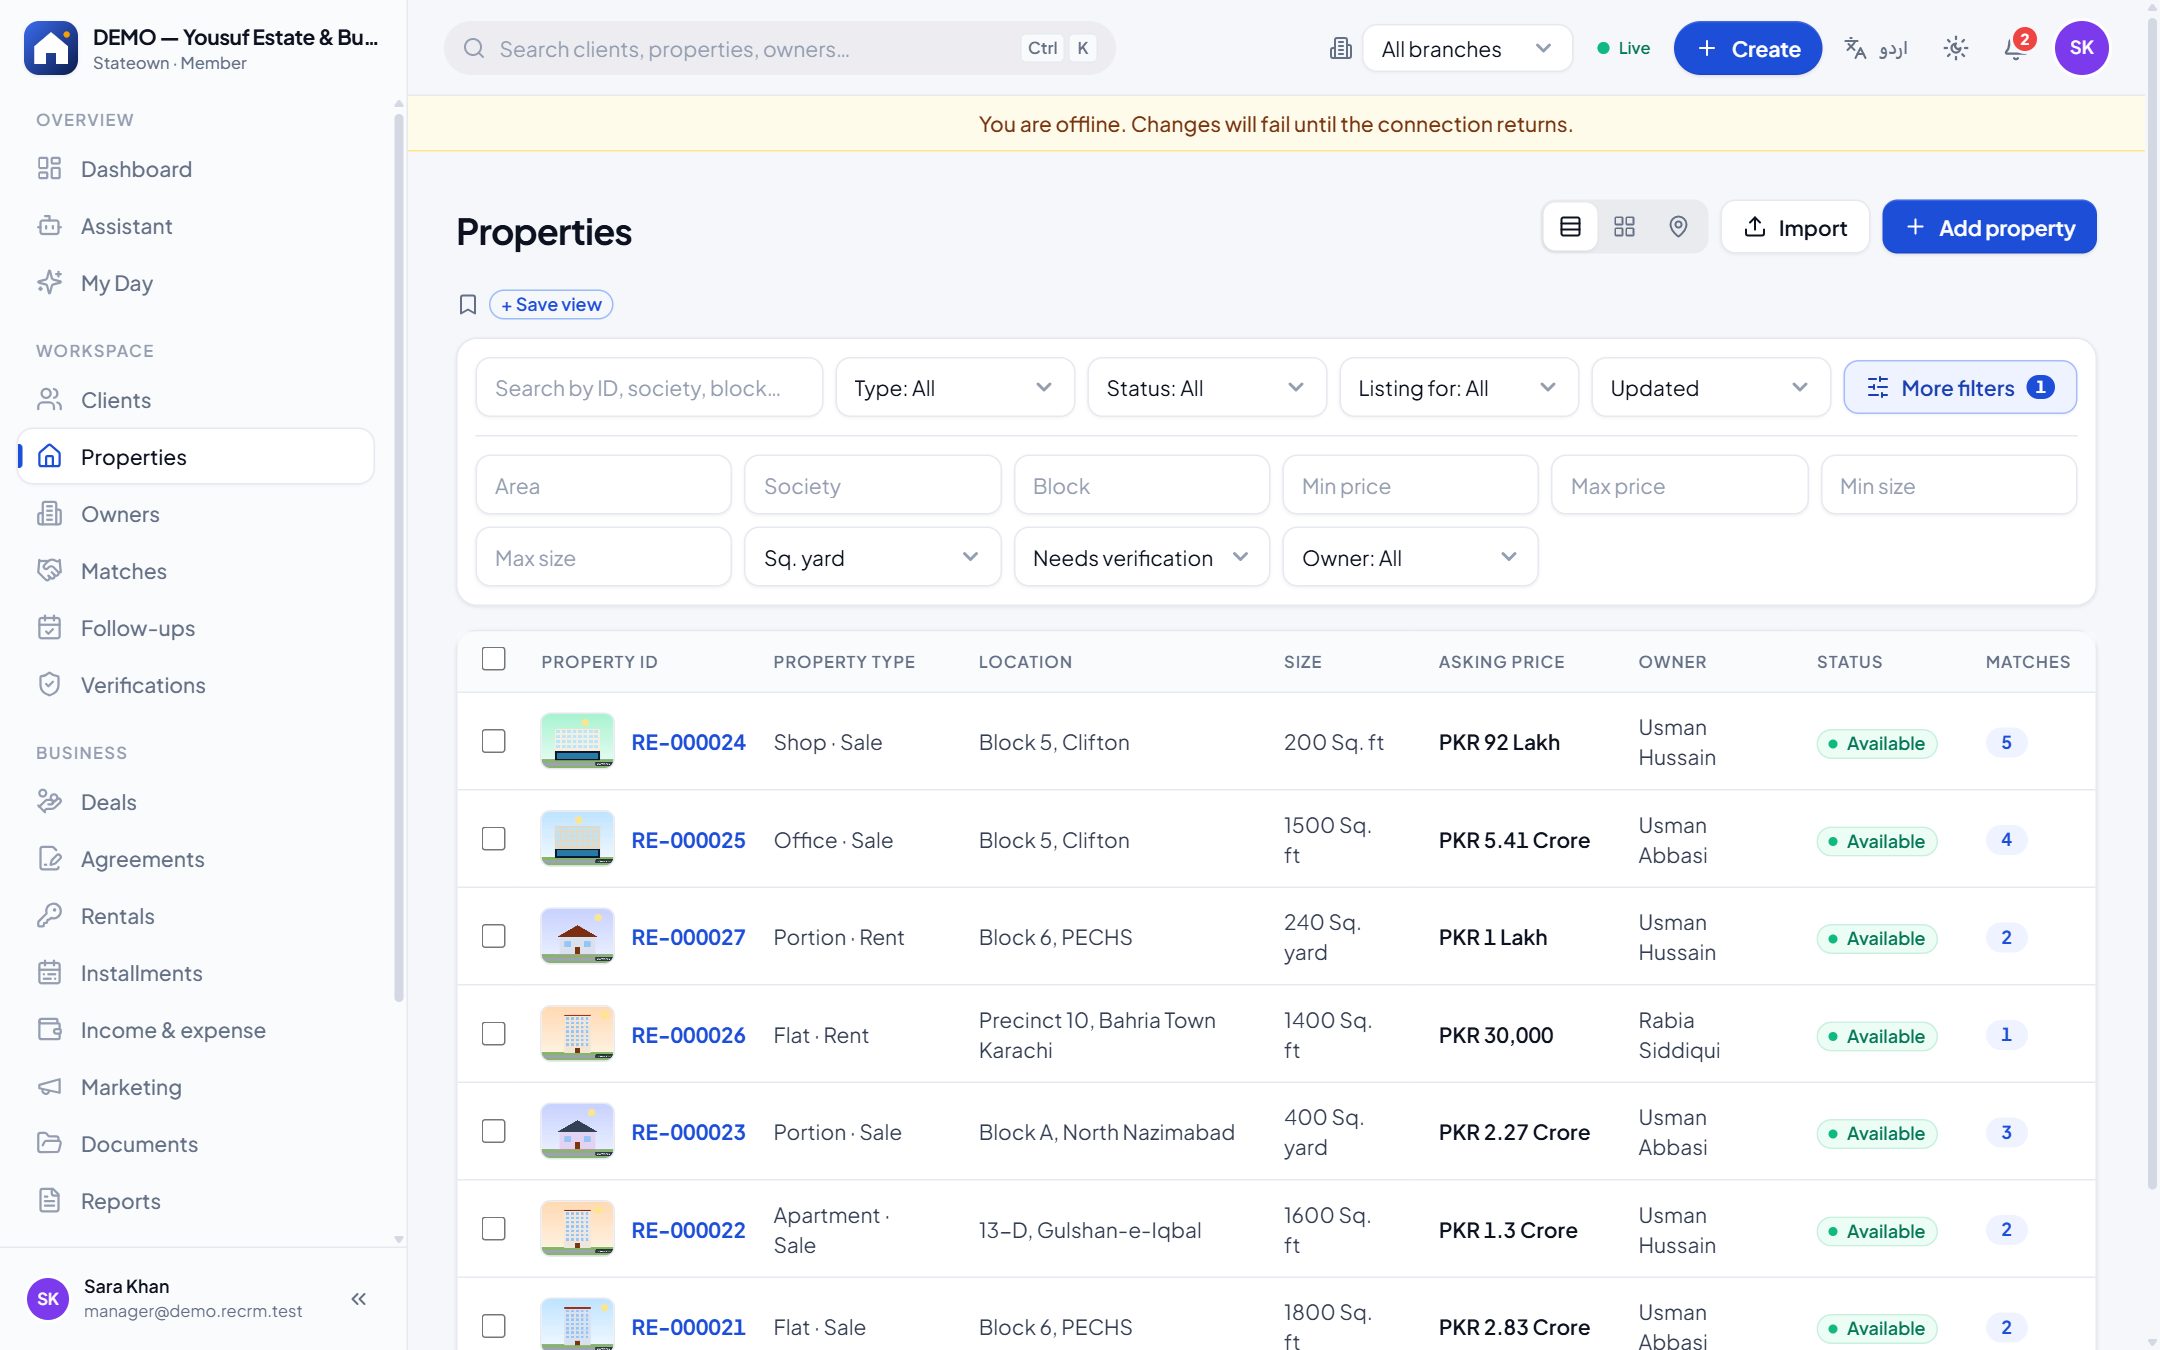 DEMO — Yousuf Estate & Bu...
Stateown · Member
Search clients, properties, owners...
Ctrl K
All branches
Live
+ Create
اردو
2
SK
You are offline. Changes will fail until the connection returns.
OVERVIEW
Dashboard
Assistant
My Day
WORKSPACE
Clients
Properties
Owners
Matches
Follow-ups
Verifications
BUSINESS
Deals
Agreements
Rentals
Installments
Income & expense
Marketing
Documents
Reports
SK
Sara Khan
manager@demo.recrm.test
Properties
Import
+ Add property
+ Save view
Search by ID, society, block...
Type: All
Status: All
Listing for: All
Updated
More filters 1
Area
Society
Block
Min price
Max price
Min size
Max size
Sq. yard
Needs verification
Owner: All
PROPERTY ID PROPERTY TYPE LOCATION SIZE ASKING PRICE OWNER STATUS MATCHES
RE-000024 Shop · Sale Block 5, Clifton 200 Sq. ft PKR 92 Lakh Usman Hussain Available 5
RE-000025 Office · Sale Block 5, Clifton 1500 Sq. ft PKR 5.41 Crore Usman Abbasi Available 4
RE-000027 Portion · Rent Block 6, PECHS 240 Sq. yard PKR 1 Lakh Usman Hussain Available 2
RE-000026 Flat · Rent Precinct 10, Bahria Town Karachi 1400 Sq. ft PKR 30,000 Rabia Siddiqui Available 1
RE-000023 Portion · Sale Block A, North Nazimabad 400 Sq. yard PKR 2.27 Crore Usman Abbasi Available 3
RE-000022 Apartment · Sale 13-D, Gulshan-e-Iqbal 1600 Sq. ft PKR 1.3 Crore Usman Hussain Available 2
RE-000021 Flat · Sale Block 6, PECHS 1800 Sq. ft PKR 2.83 Crore Usman Abbasi Available 2